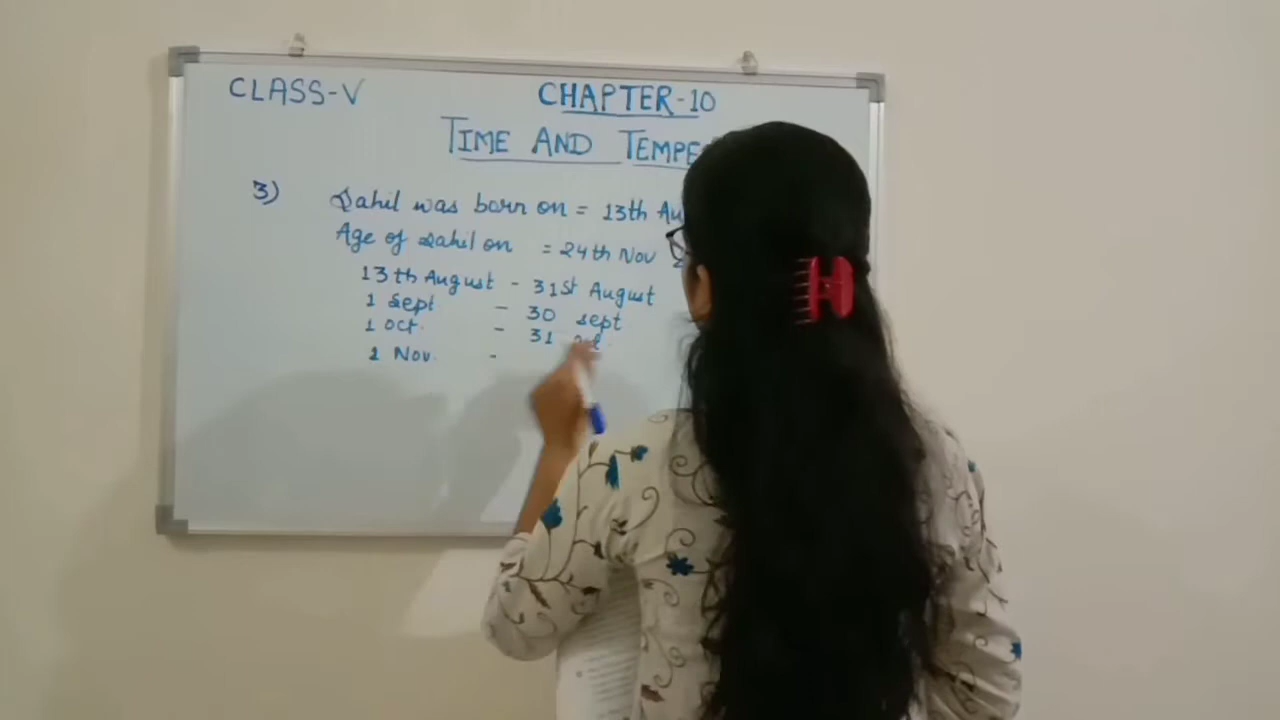 CLASS-V
CHAPTER-10
TIME AND TEMPE
3) Sahil was born on = 13th Au
Age of Sahil on = 24th Nov
13th August - 31st August
1 Sept - 30 Sept
1 Oct. - 31
1 Nov. -